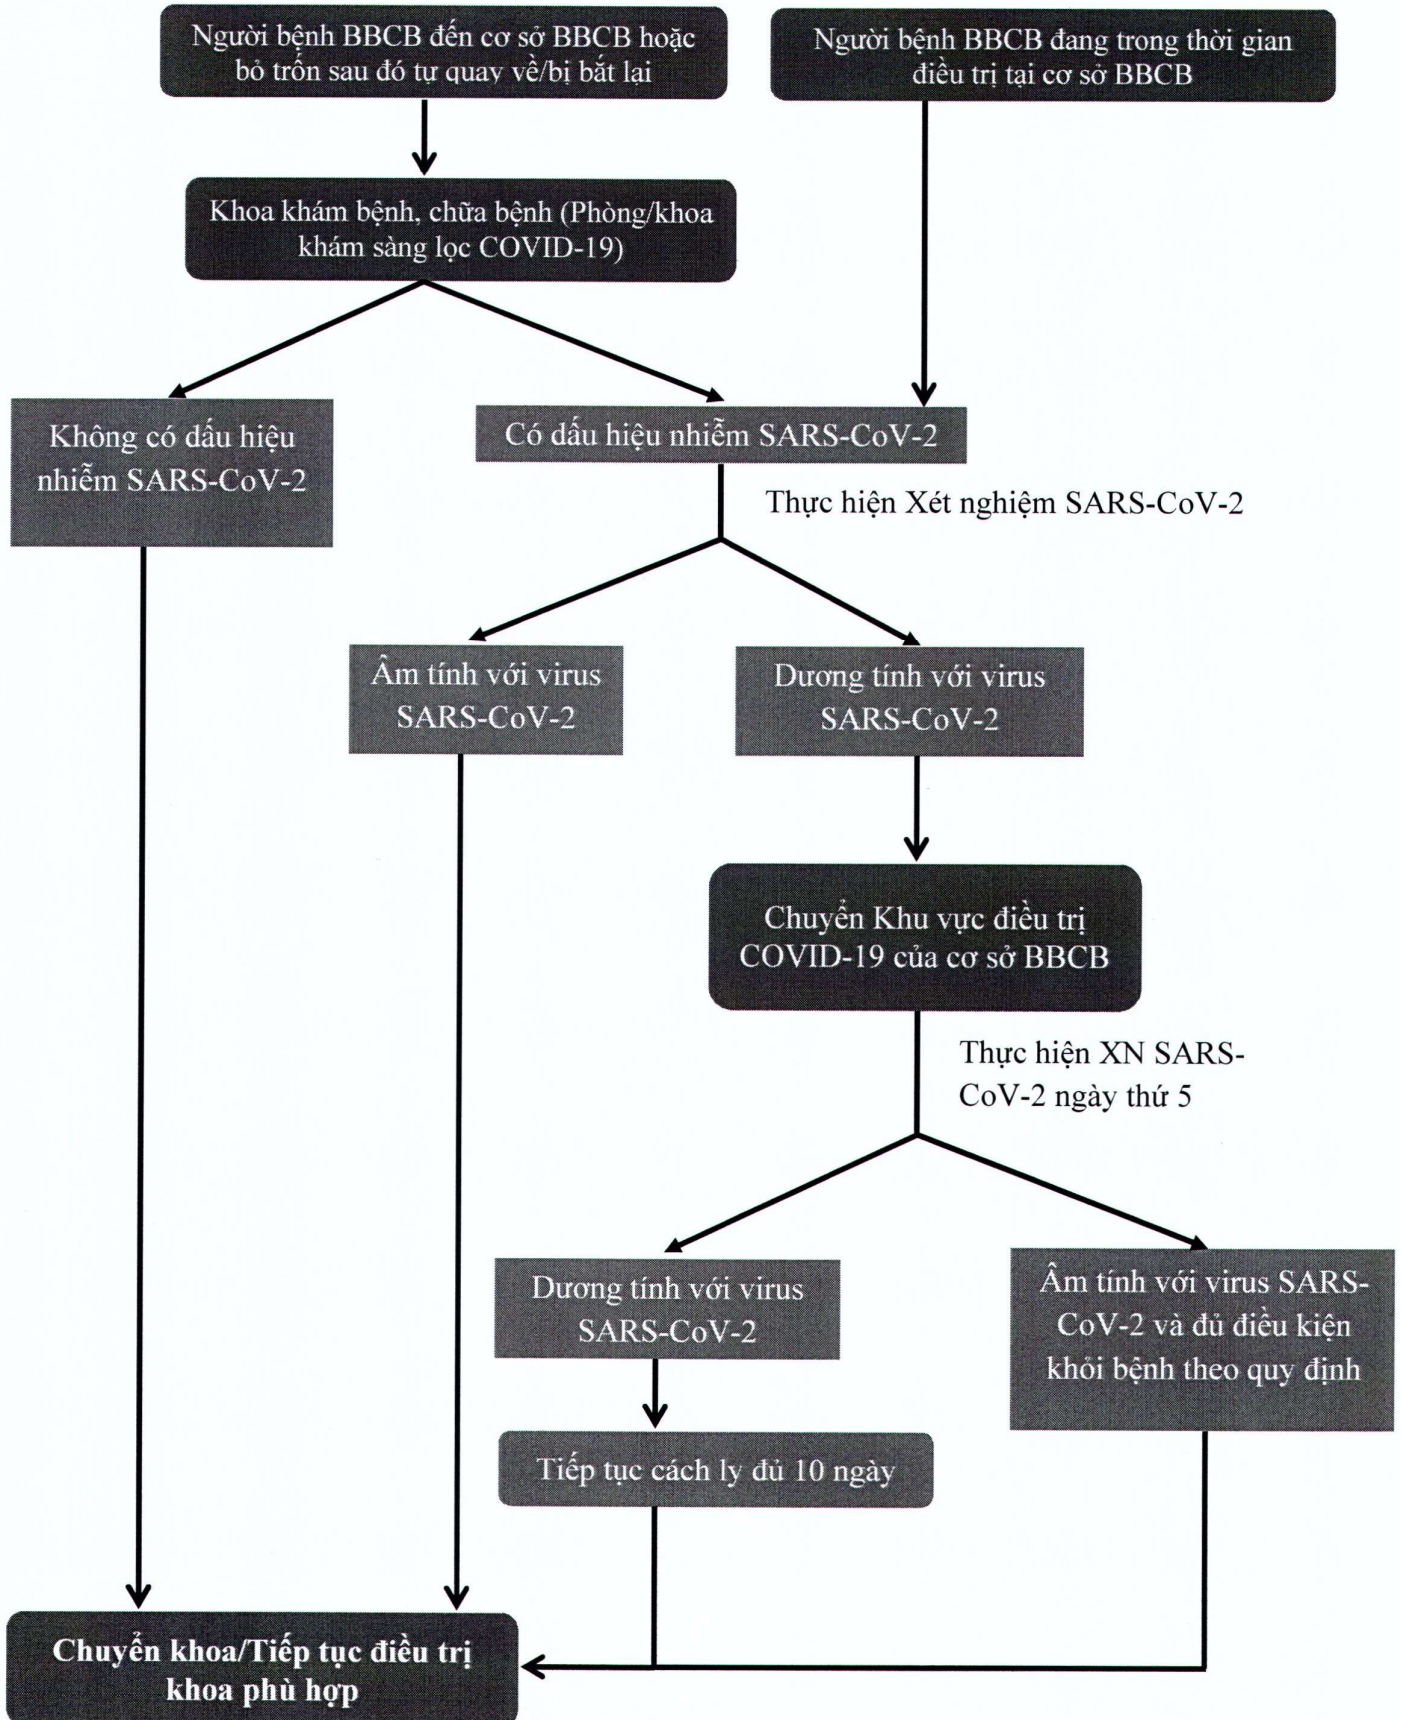 Người bệnh BBCB đến cơ sở BBCB hoặc
bỏ trốn sau đó tự quay về/bị bắt lại
Người bệnh BBCB đang trong thời gian
điều trị tại cơ sở BBCB
Khoa khám bệnh, chữa bệnh (Phòng/khoa
khám sàng lọc COVID-19)
Không có dấu hiệu
nhiễm SARS-CoV-2
Có dấu hiệu nhiễm SARS-CoV-2
Thực hiện Xét nghiệm SARS-CoV-2
Âm tính với virus
SARS-CoV-2
Dương tính với virus
SARS-CoV-2
Chuyển Khu vực điều trị
COVID-19 của cơ sở BBCB
Thực hiện XN SARS-
CoV-2 ngày thứ 5
Dương tính với virus
SARS-CoV-2
Âm tính với virus SARS-
CoV-2 và đủ điều kiện
khỏi bệnh theo quy định
Tiếp tục cách ly đủ 10 ngày
Chuyển khoa/Tiếp tục điều trị
khoa phù hợp